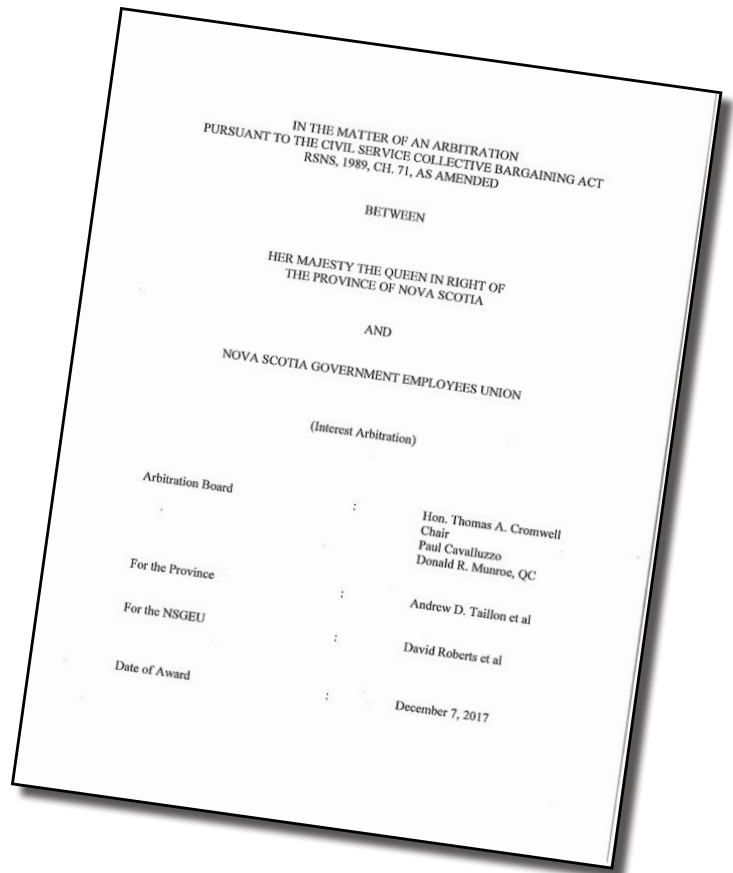 IN THE MATTER OF AN ARBITRATION
PURSUANT TO THE CIVIL SERVICE COLLECTIVE BARGAINING ACT
RSNS, 1989, CH. 71, AS AMENDED
BETWEEN
HER MAJESTY THE QUEEN IN RIGHT OF
THE PROVINCE OF NOVA SCOTIA
AND
NOVA SCOTIA GOVERNMENT EMPLOYEES UNION
(Interest Arbitration)
Arbitration Board : Hon. Thomas A. Cromwell
Chair
Paul Cavalluzzo
Donald R. Munroe, QC
For the Province : Andrew D. Taillon et al
For the NSGEU : David Roberts et al
Date of Award : December 7, 2017